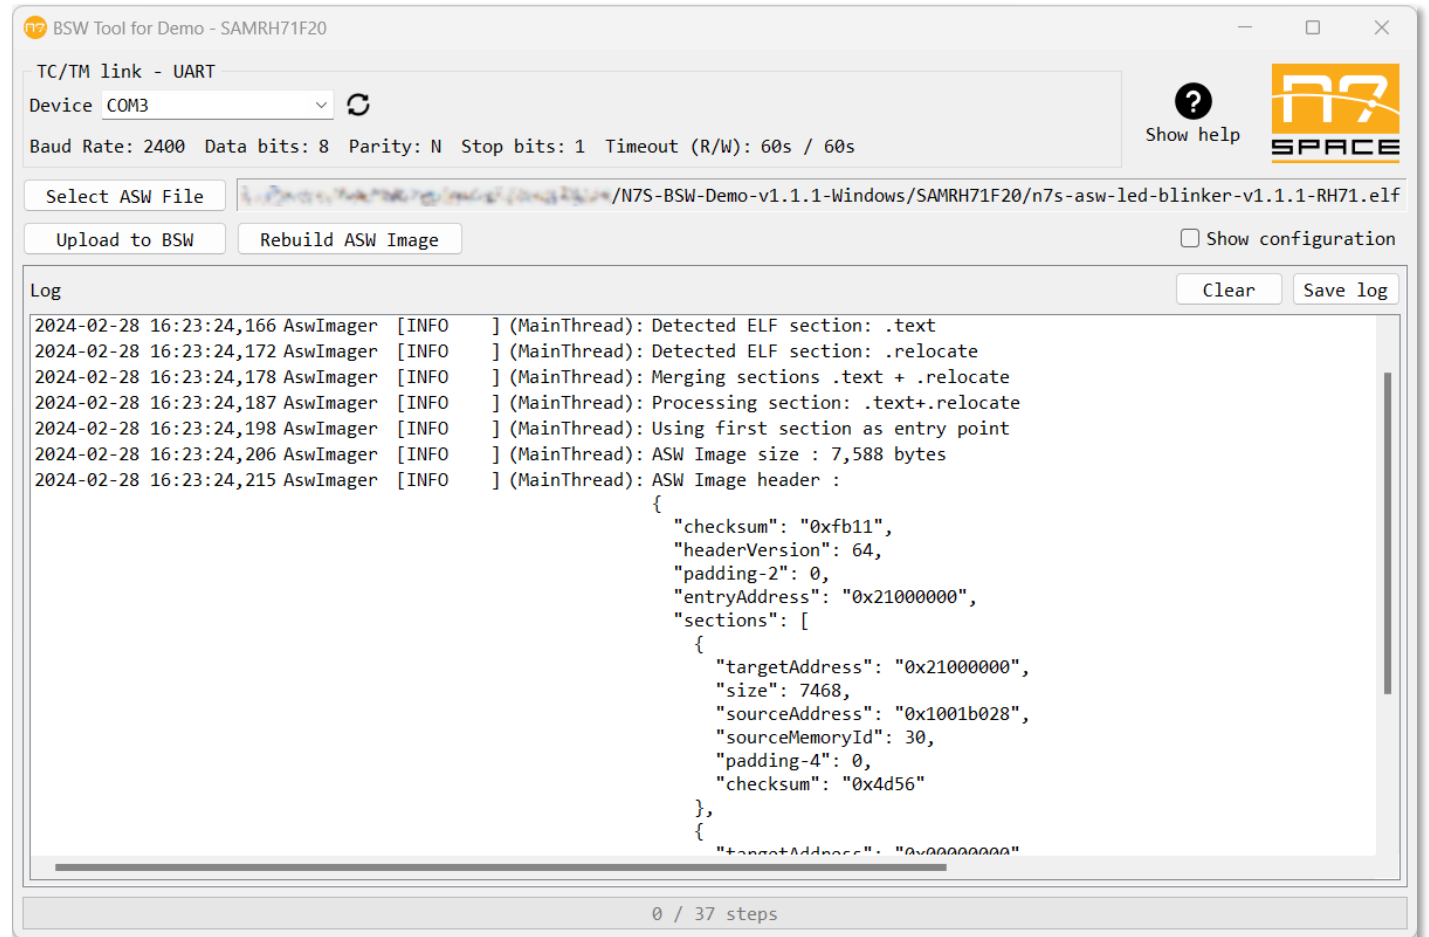 n7 BSW Tool for Demo - SAMRH71F20
TC/TM link - UART
Device COM3
Baud Rate: 2400 Data bits: 8 Parity: N Stop bits: 1 Timeout (R/W): 60s / 60s
?
Show help
n7
SPACE
Select ASW File /N7S-BSW-Demo-v1.1.1-Windows/SAMRH71F20/n7s-asw-led-blinker-v1.1.1-RH71.elf
Upload to BSW Rebuild ASW Image Show configuration
Log Clear Save log
2024-02-28 16:23:24,166 AswImager [INFO ] (MainThread): Detected ELF section: .text
2024-02-28 16:23:24,172 AswImager [INFO ] (MainThread): Detected ELF section: .relocate
2024-02-28 16:23:24,178 AswImager [INFO ] (MainThread): Merging sections .text + .relocate
2024-02-28 16:23:24,187 AswImager [INFO ] (MainThread): Processing section: .text+.relocate
2024-02-28 16:23:24,198 AswImager [INFO ] (MainThread): Using first section as entry point
2024-02-28 16:23:24,206 AswImager [INFO ] (MainThread): ASW Image size : 7,588 bytes
2024-02-28 16:23:24,215 AswImager [INFO ] (MainThread): ASW Image header :
{
"checksum": "0xfb11",
"headerVersion": 64,
"padding-2": 0,
"entryAddress": "0x21000000",
"sections": [
{
"targetAddress": "0x21000000",
"size": 7468,
"sourceAddress": "0x1001b028",
"sourceMemoryId": 30,
"padding-4": 0,
"checksum": "0x4d56"
},
{
"targetAddress": "0x00000000"
0 / 37 steps